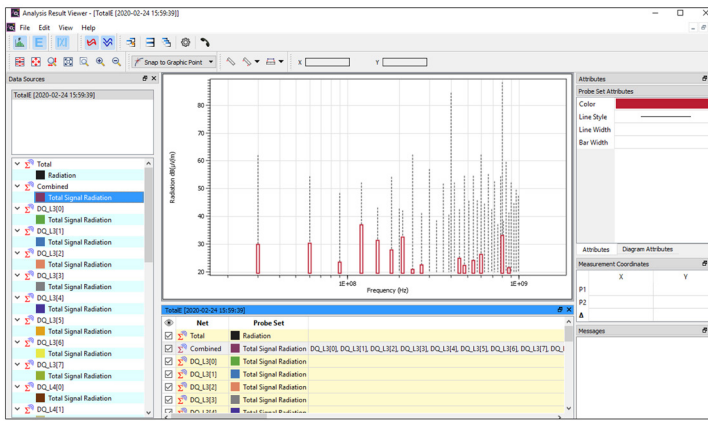 Analysis Result Viewer - [TotalE [2020-02-24 15:59:39]]
File Edit View Help
Snap to Graphic Point
X
Y
Data Sources
TotalE [2020-02-24 15:59:39]
Total
Radiation
Combined
Total Signal Radiation
DQ_L3[0]
Total Signal Radiation
DQ_L3[1]
Total Signal Radiation
DQ_L3[2]
Total Signal Radiation
DQ_L3[3]
Total Signal Radiation
DQ_L3[4]
Total Signal Radiation
DQ_L3[5]
Total Signal Radiation
DQ_L3[6]
Total Signal Radiation
DQ_L3[7]
Total Signal Radiation
DQ_L4[0]
Total Signal Radiation
DQ_L4[1]
Radiation dB(µV/m)
80
70
60
50
40
30
20
1E+08
1E+09
Frequency (Hz)
TotalE [2020-02-24 15:59:39]
Net Probe Set
Total Radiation
Combined Total Signal Radiation DQ_L3[0], DQ_L3[1], DQ_L3[2], DQ_L3[3], DQ_L3[4], DQ_L3[5], DQ_L3[6], DQ_L3[7], DQ_
DQ_L3[0] Total Signal Radiation
DQ_L3[1] Total Signal Radiation
DQ_L3[2] Total Signal Radiation
DQ_L3[3] Total Signal Radiation
DQ_L3[4] Total Signal Radiation
Attributes
Probe Set Attributes
Color
Line Style
Line Width
Bar Width
Attributes Diagram Attributes
Measurement Coordinates
X Y
P1
P2
Δ
Messages